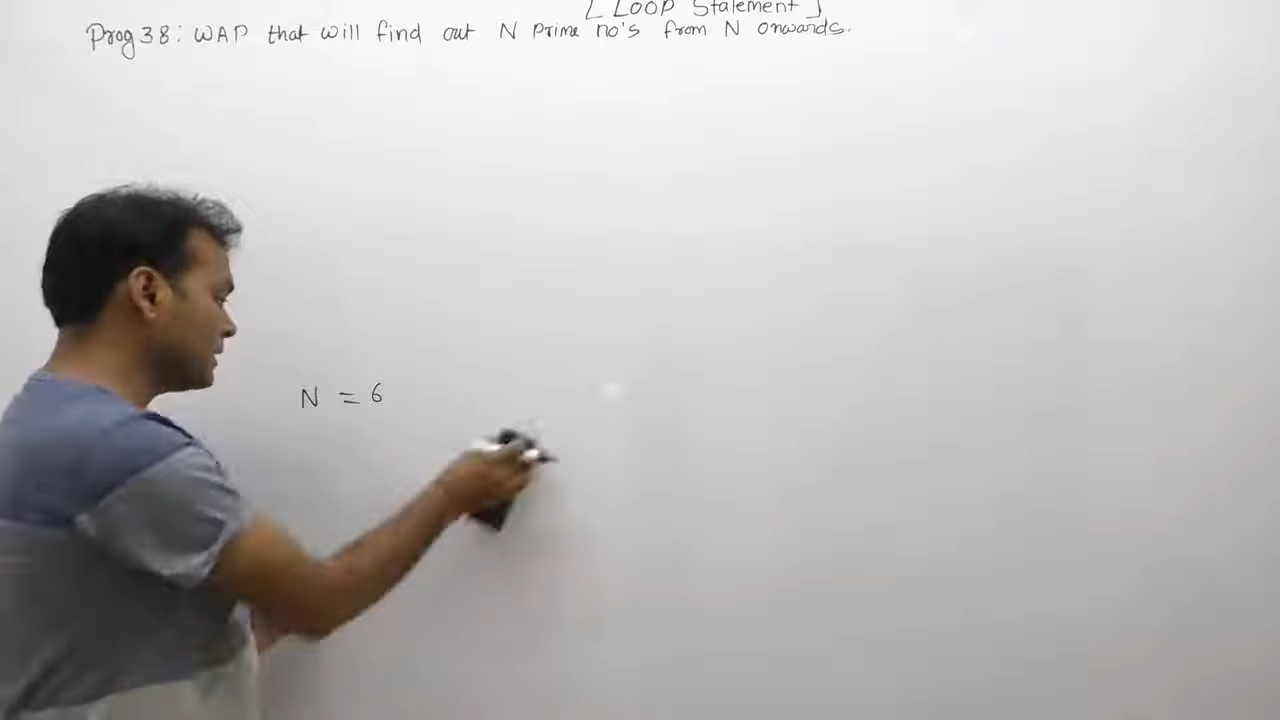 [ Loop Statement ]
Prog 38: WAP that will find out N Prime no's from N onwards.
N = 6